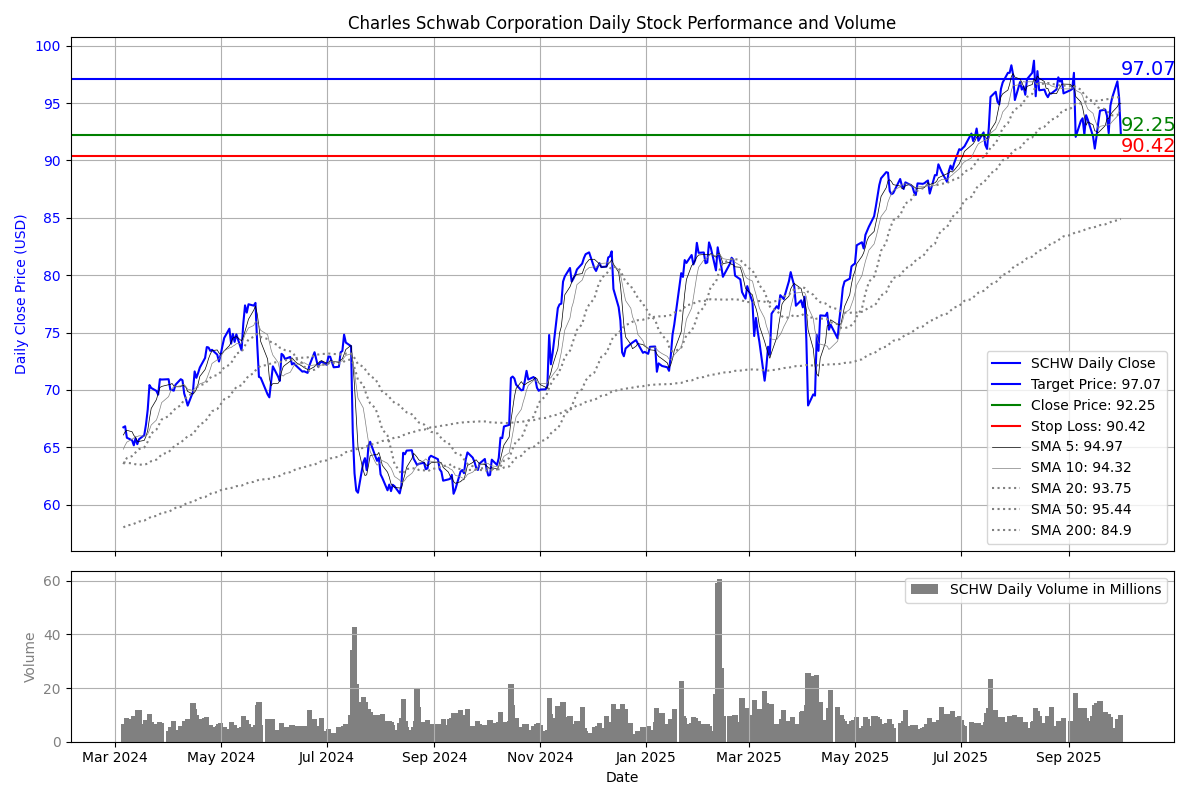 Charles Schwab Corporation Daily Stock Performance and Volume
100
95
90
85
80
75
70
65
60
Daily Close Price (USD)
97.07
92.25
90.42
SCHW Daily Close
Target Price: 97.07
Close Price: 92.25
Stop Loss: 90.42
SMA 5: 94.97
SMA 10: 94.32
SMA 20: 93.75
SMA 50: 95.44
SMA 200: 84.9
60
40
20
0
Volume
SCHW Daily Volume in Millions
Mar 2024 May 2024 Jul 2024 Sep 2024 Nov 2024 Jan 2025 Mar 2025 May 2025 Jul 2025 Sep 2025
Date